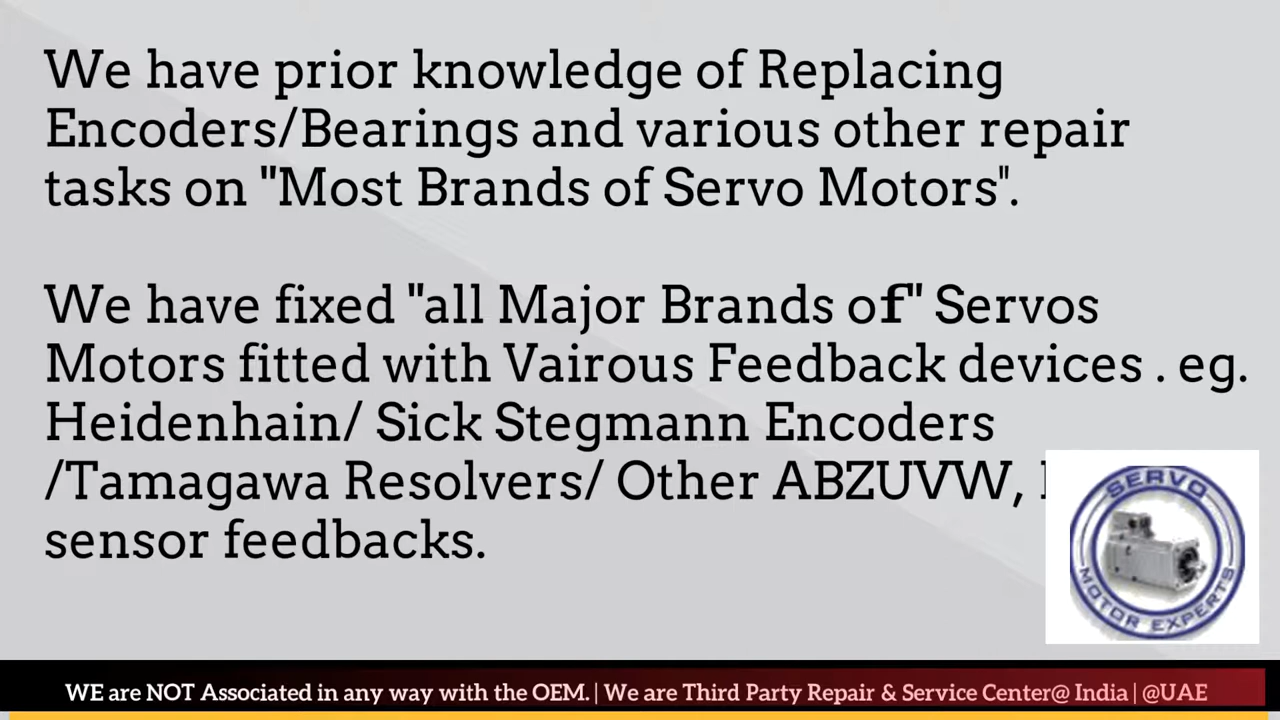 We have prior knowledge of Replacing
Encoders/Bearings and various other repair
tasks on "Most Brands of Servo Motors".
We have fixed "all Major Brands of" Servos
Motors fitted with Vairous Feedback devices . eg.
Heidenhain/ Sick Stegmann Encoders
/Tamagawa Resolvers/ Other ABZUVW,
sensor feedbacks.
SERVO
MOTOR EXPERTS
WE are NOT Associated in any way with the OEM. | We are Third Party Repair & Service Center@ India | @UAE